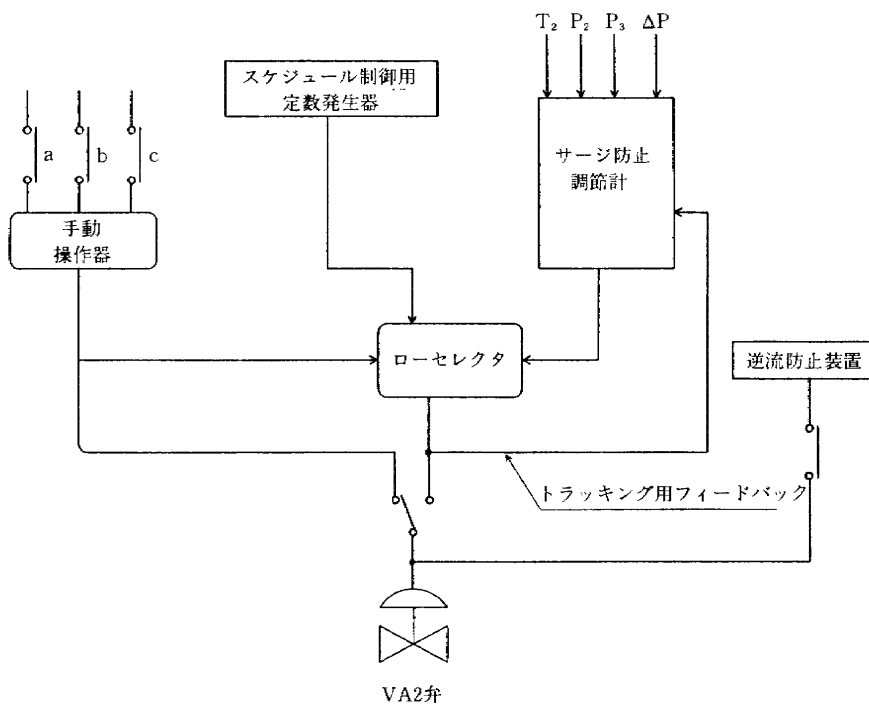 T₂ P₂ P₃ ΔP
スケジュール制御用
定数発生器
a b c
サージ防止
調節計
手動
操作器
ローセレクタ
逆流防止装置
トラッキング用フィードバック
VA2弁